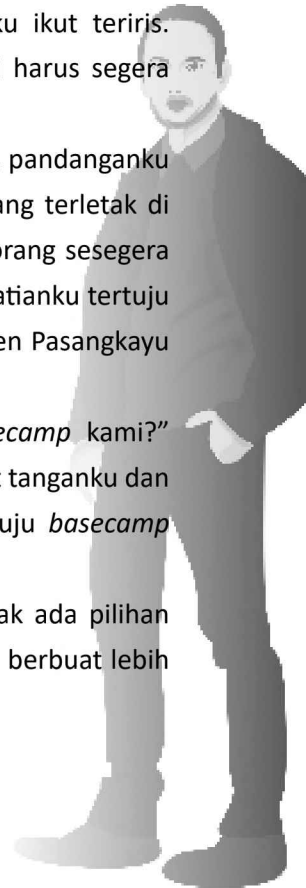 ku ikut teriris.
harus segera
pandanganku
ang terletak di
orang sesegera
atianku tertuju
en Pasangkayu
ecamp kami?”
t tanganku dan
uju basecamp
ak ada pilihan
berbuat lebih